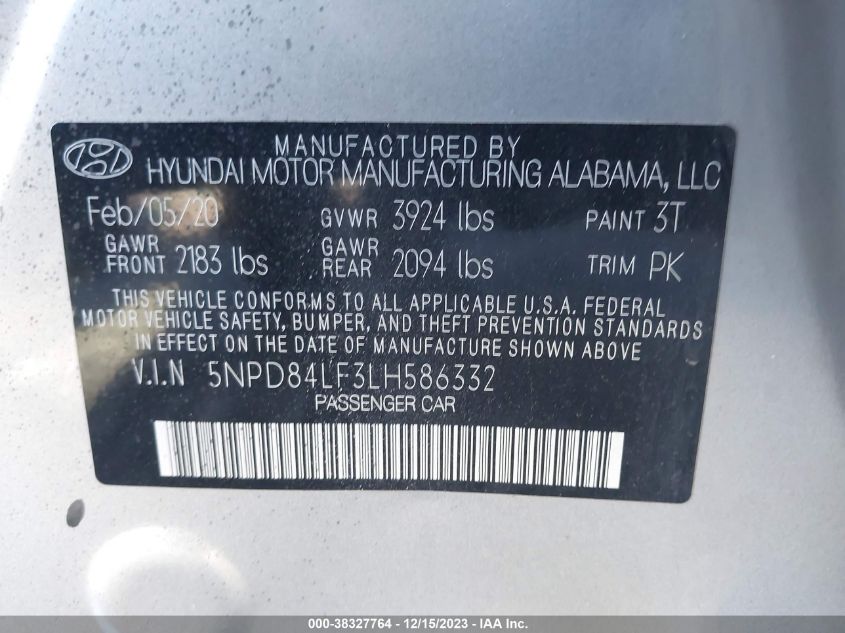 MANUFACTURED BY
HYUNDAI MOTOR MANUFACTURING ALABAMA, LLC
Feb/05/20 GVWR 3924 lbs PAINT 3T
GAWR FRONT 2183 lbs GAWR REAR 2094 lbs TRIM PK
THIS VEHICLE CONFORMS TO ALL APPLICABLE U.S.A. FEDERAL
MOTOR VEHICLE SAFETY, BUMPER, AND THEFT PREVENTION STANDARDS
IN EFFECT ON THE DATE OF MANUFACTURE SHOWN ABOVE
V.I.N 5NPD84LF3LH586332
PASSENGER CAR
000-38327764 - 12/15/2023 - IAA Inc.